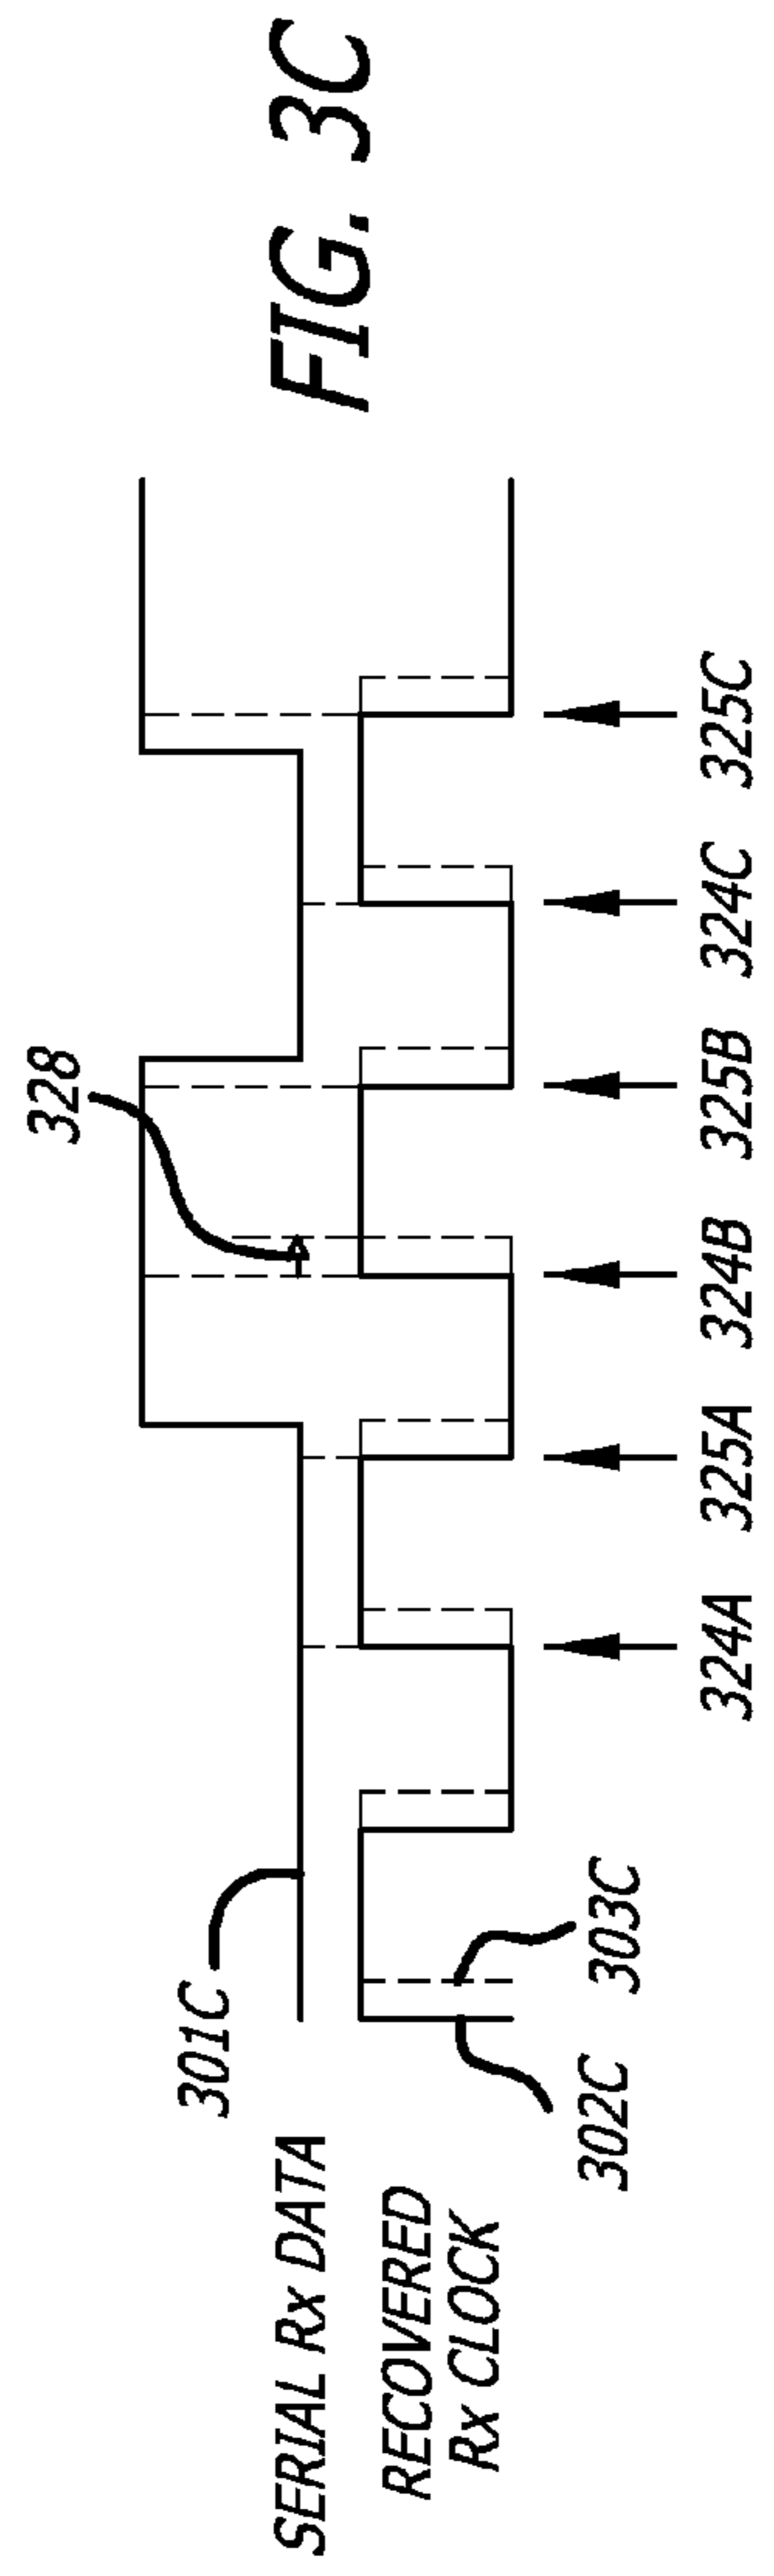 328
301C
SERIAL Rx DATA
RECOVERED
Rx CLOCK
302C
303C
324A
325A
324B
325B
324C
325C
FIG. 3C